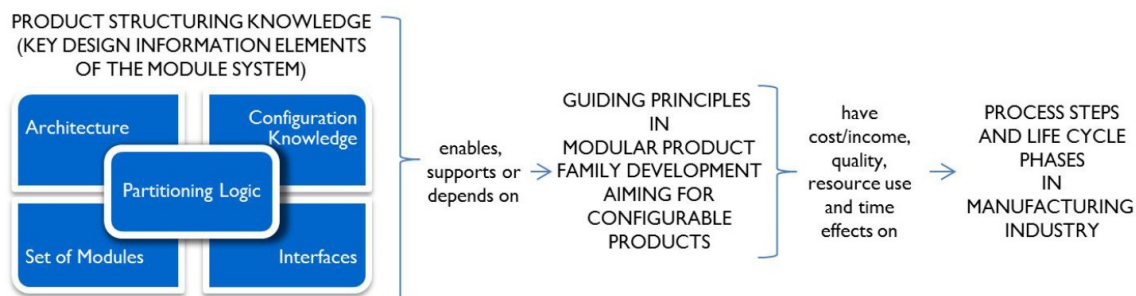 PRODUCT STRUCTURING KNOWLEDGE
(KEY DESIGN INFORMATION ELEMENTS
OF THE MODULE SYSTEM)
Architecture
Configuration
Knowledge
Partitioning Logic
Set of Modules
Interfaces
enables,
supports or
depends on
GUIDING PRINCIPLES
IN
MODULAR PRODUCT
FAMILY DEVELOPMENT
AIMING FOR
CONFIGURABLE
PRODUCTS
have
cost/income,
quality,
resource use
and time
effects on
PROCESS STEPS
AND LIFE CYCLE
PHASES
IN
MANUFACTURING
INDUSTRY